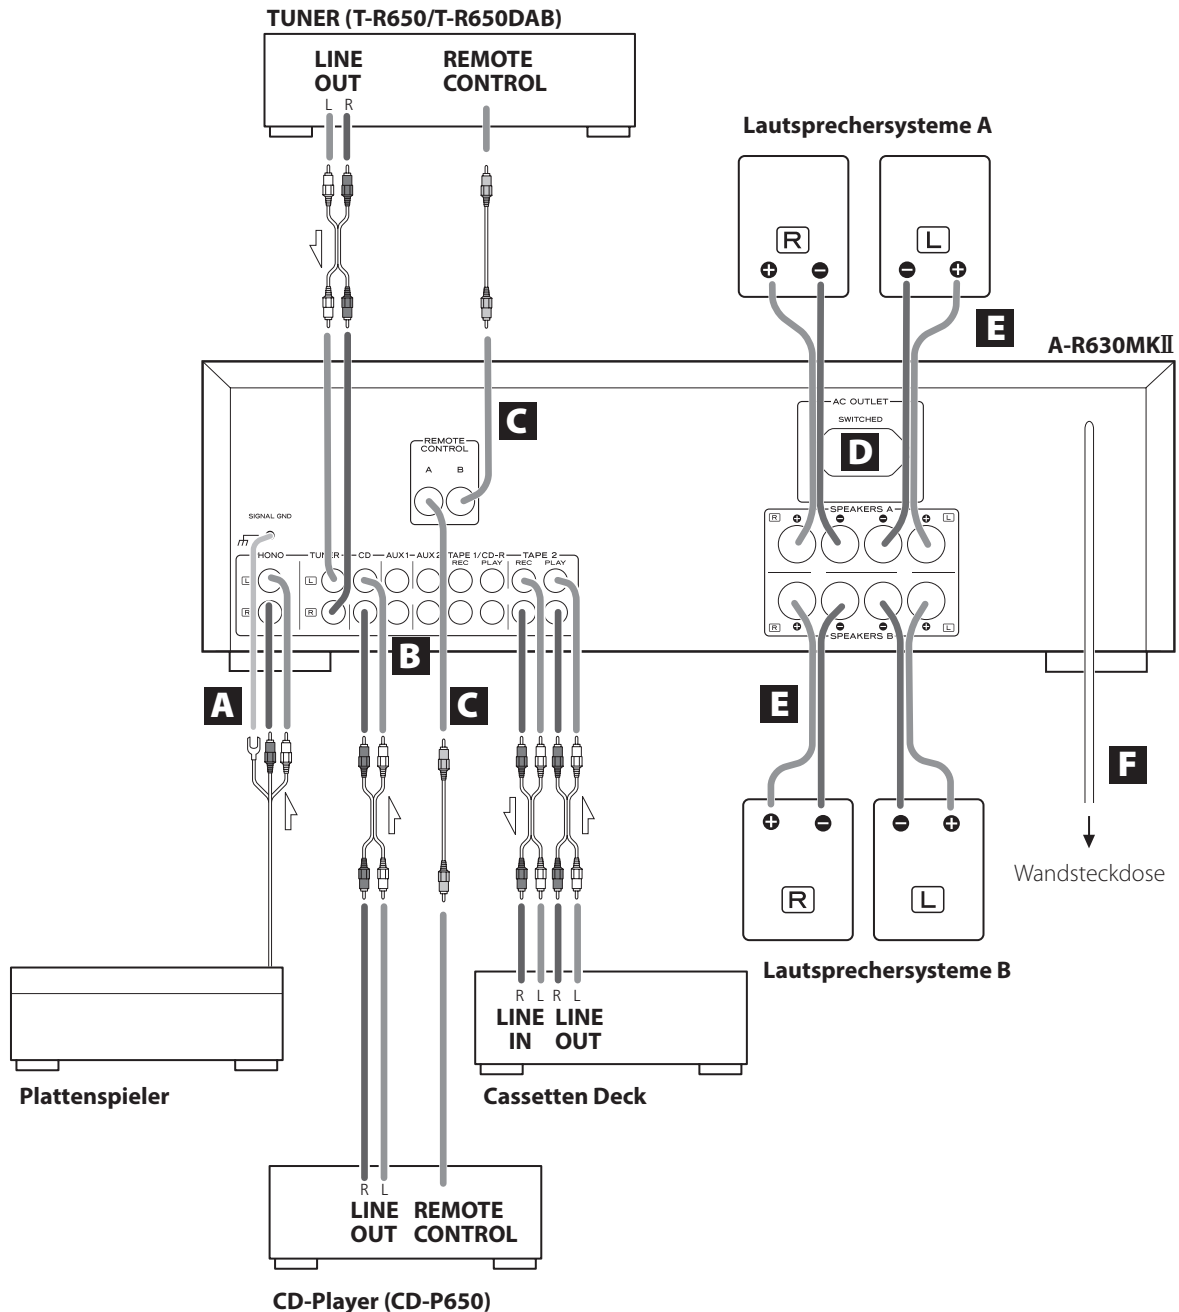 TUNER (T-R650/T-R650DAB)
LINE
OUT
L R
REMOTE
CONTROL
Lautsprechersysteme A
R
L
E
A-R630MKⅡ
C
AC OUTLET
SWITCHED
D
REMOTE
CONTROL
A B
SPEAKERS A
R L
SIGNAL GND
HONO TUNER CD AUX1 AUX2 TAPE 1/CD-R TAPE 2
REC PLAY REC PLAY
L L
R R
R L
SPEAKERS B
B
A
C
E
F
Wandsteckdose
R
L
Lautsprechersysteme B
R L R L
LINE LINE
IN OUT
Plattenspieler
Cassetten Deck
R L
LINE REMOTE
OUT CONTROL
CD-Player (CD-P650)